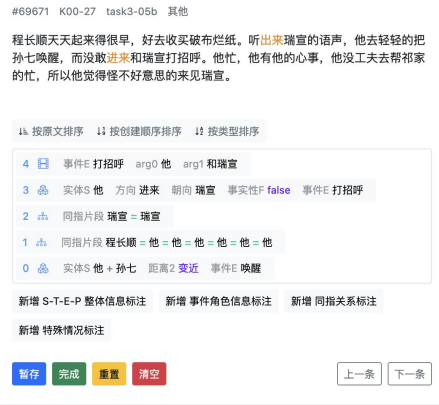 #69671 K00-27 task3-05b 其他
程长顺天天起来得很早，好去收买破布烂纸。听出来瑞宣的语声，他去轻轻的把
孙七唤醒，而没敢进来和瑞宣打招呼。他忙，他有他的心事，他没工夫去帮祁家
的忙，所以他觉得怪不好意思的来见瑞宣。
按原文排序 按创建顺序排序 按类型排序
4 事件E 打招呼 arg0 他 arg1 和瑞宣
3 实体S 他 方向 进来 朝向 瑞宣 事实性F false 事件E 打招呼
2 同指片段 瑞宣 = 瑞宣
1 同指片段 程长顺 = 他 = 他 = 他 = 他 = 他 = 他
0 实体S 他 + 孙七 距离2 变近 事件E 唤醒
新增 S-T-E-P 整体信息标注 新增 事件角色信息标注 新增 同指关系标注
新增 特殊情况标注
暂存 完成 重置 清空 上一条 下一条